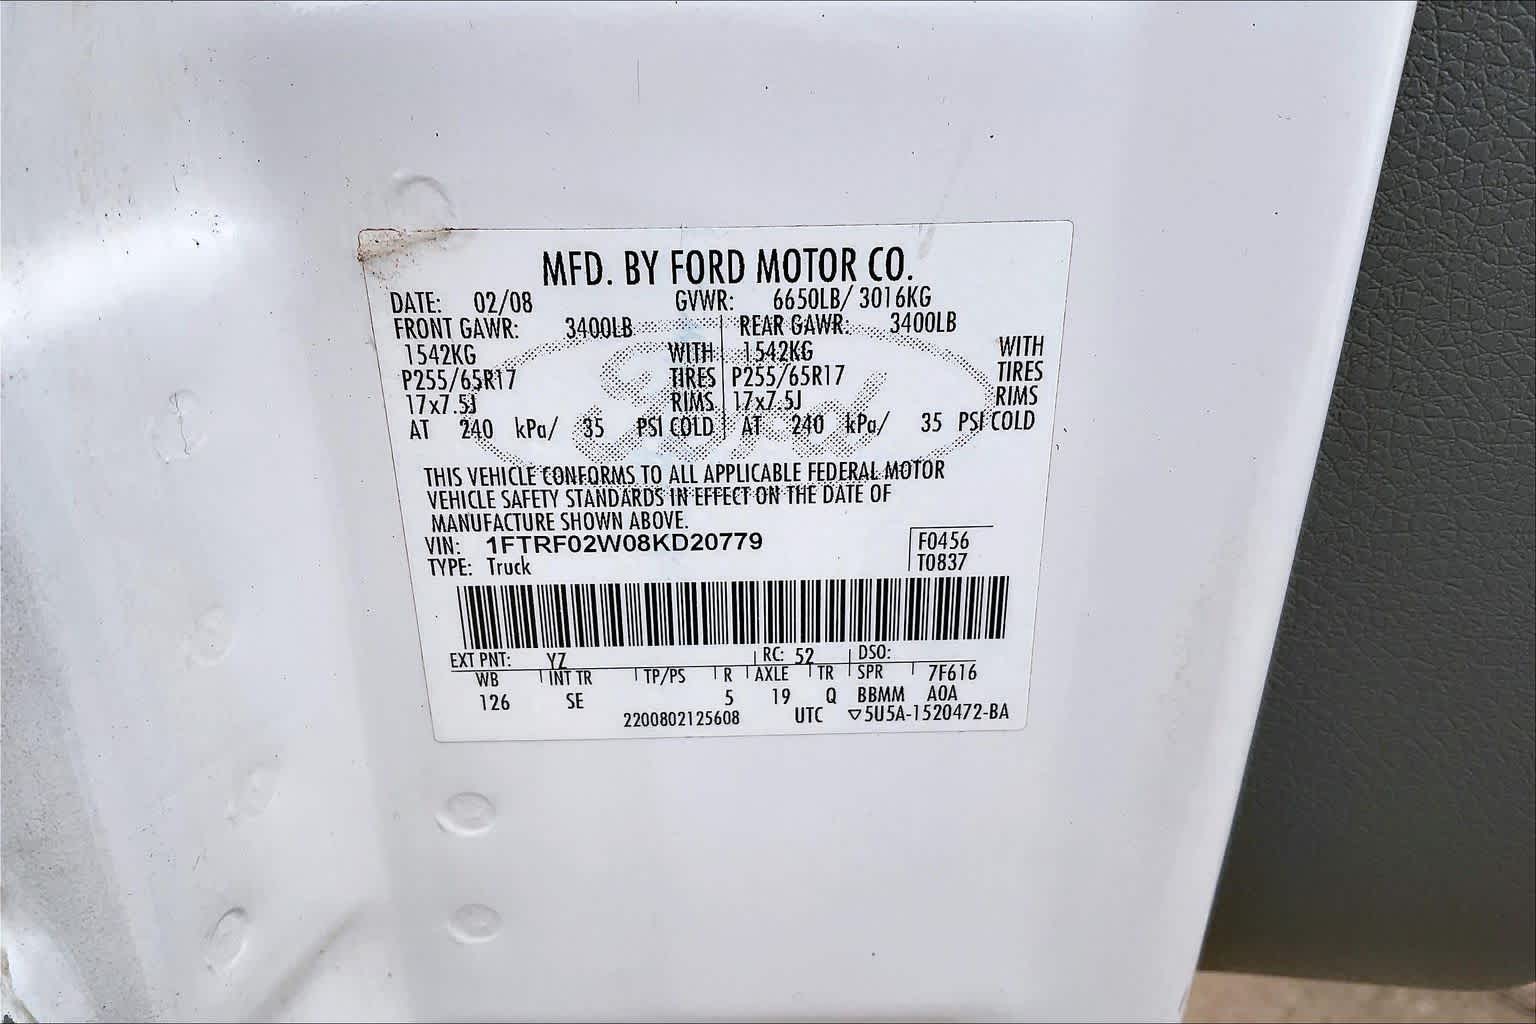 MFD. BY FORD MOTOR CO.
DATE: 02/08 GVWR: 6650LB/ 3016KG
FRONT GAWR: 3400LB REAR GAWR: 3400LB
1542KG WITH 1542KG WITH
P255/65R17 TIRES P255/65R17 TIRES
17x7.5J RIMS 17x7.5J RIMS
AT 240 kPa/ 35 PSI COLD AT 240 kPa/ 35 PSI COLD
Ford
THIS VEHICLE CONFORMS TO ALL APPLICABLE FEDERAL MOTOR
VEHICLE SAFETY STANDARDS IN EFFECT ON THE DATE OF
MANUFACTURE SHOWN ABOVE.
VIN: 1FTRF02W08KD20779 F0456
TYPE: Truck T0837
EXT PNT: YZ RC: 52 DSO:
WB INT TR TP/PS R AXLE TR SPR 7F616
126 SE 5 19 Q BBMM A0A
2200802125608 UTC ▽5U5A-1520472-BA